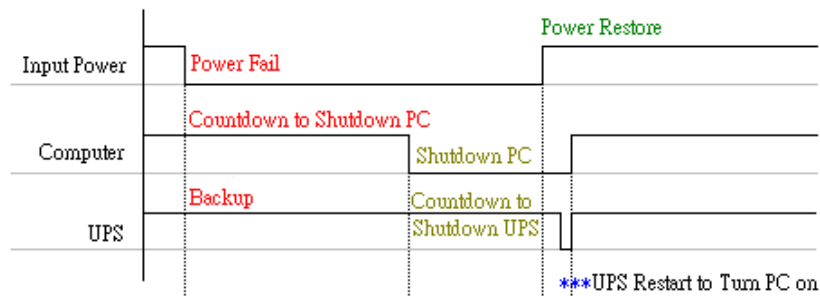 Power Restore
Input Power
Power Fail
Countdown to Shutdown PC
Computer
Shutdown PC
Backup
Countdown to
Shutdown UPS
UPS
***UPS Restart to Turn PC on